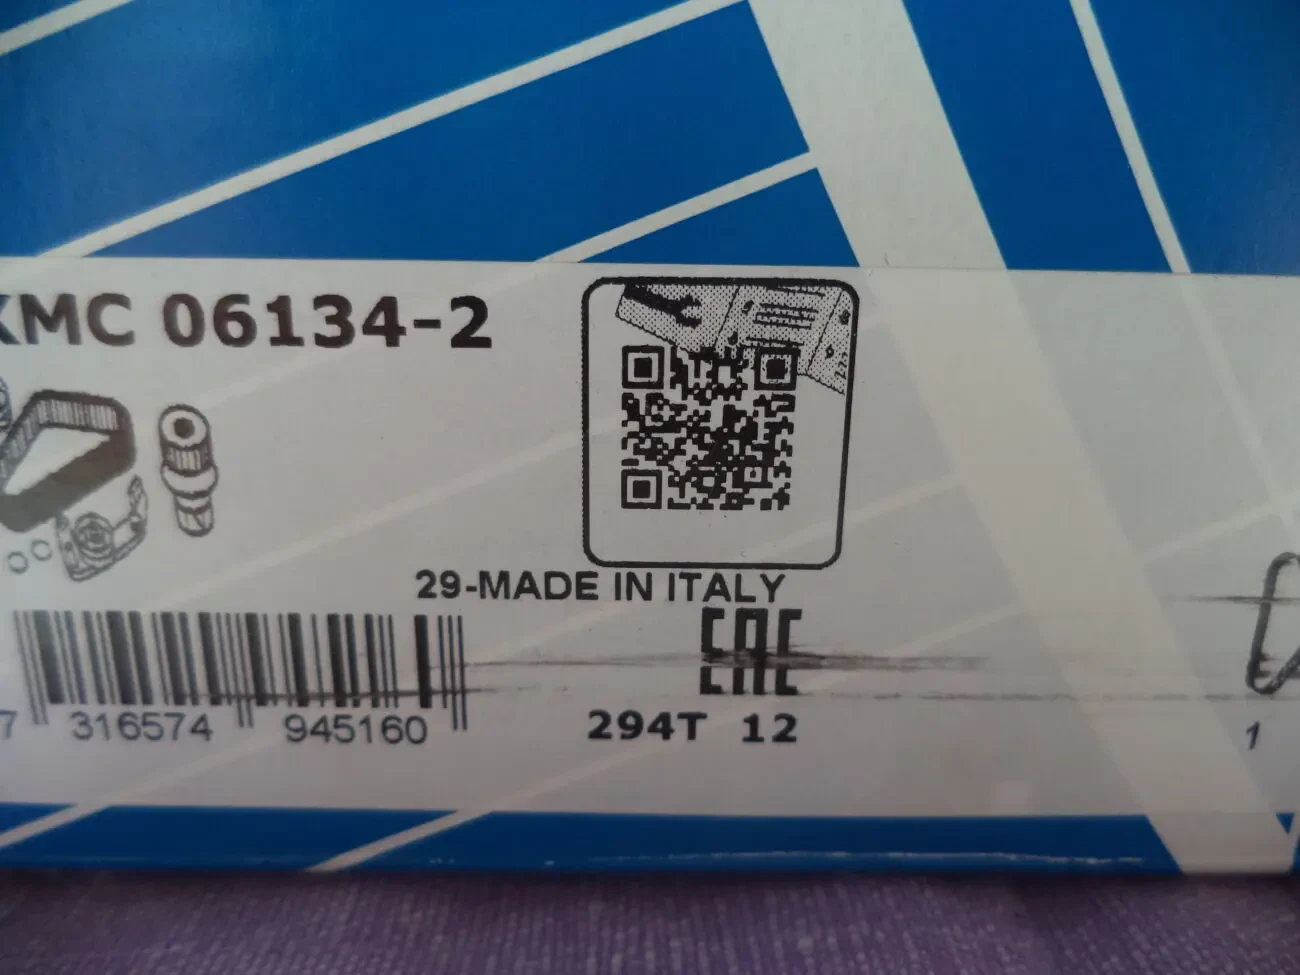 KMC 06134-2
29-MADE IN ITALY
EAC
7 316574 945160
294T 12
1